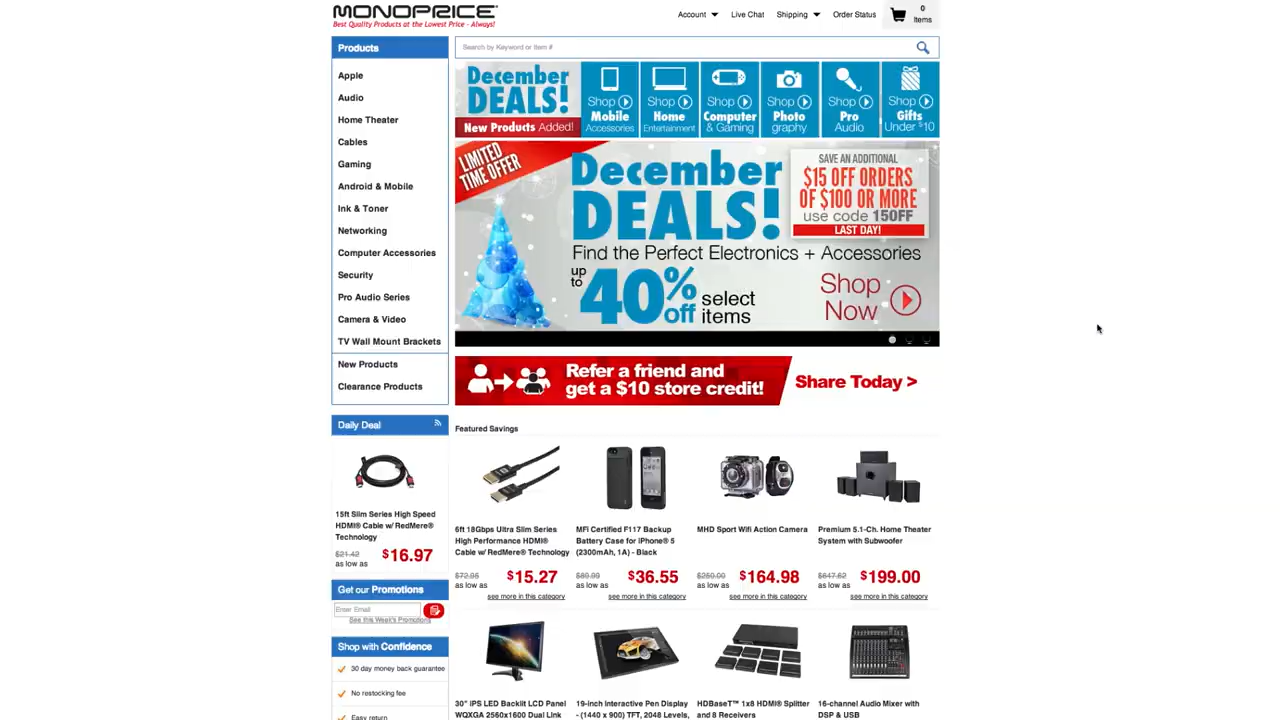 MONOPRICE
Best Quality Products at the Lowest Price - Always!
Account
Live Chat
Shipping
Order Status
0
Items
Products
Apple
Audio
Home Theater
Cables
Gaming
Android & Mobile
Ink & Toner
Networking
Computer Accessories
Security
Pro Audio Series
Camera & Video
TV Wall Mount Brackets
New Products
Clearance Products
Search by Keyword or Item #
December
DEALS!
New Products Added!
Shop
Mobile
Accessories
Shop
Home
Entertainment
Shop
Computer
& Gaming
Shop
Photo
graphy
Shop
Pro
Audio
Shop
Gifts
Under $10
LIMITED
TIME OFFER
December
DEALS!
SAVE AN ADDITIONAL
$15 OFF ORDERS
OF $100 OR MORE
use code 15OFF
LAST DAY!
Find the Perfect Electronics + Accessories
up to 40% off select items
Shop
Now
Refer a friend and
get a $10 store credit!
Share Today >
Daily Deal
15ft Slim Series High Speed
HDMI® Cable w/ RedMere®
Technology
$21.42
as low as $16.97
Get our Promotions
Enter Email
See this Week's Promotions
Shop with Confidence
30 day money back guarantee
No restocking fee
Easy return
Featured Savings
6ft 18Gbps Ultra Slim Series
High Performance HDMI®
Cable w/ RedMere® Technology
$72.95
as low as $15.27
see more in this category
MFi Certified F117 Backup
Battery Case for iPhone® 5
(2300mAh, 1A) - Black
$89.99
as low as $36.55
see more in this category
MHD Sport Wifi Action Camera
$250.00
as low as $164.98
see more in this category
Premium 5.1-Ch. Home Theater
System with Subwoofer
$647.62
as low as $199.00
see more in this category
30" IPS LED Backlit LCD Panel
WQXGA 2560x1600 Dual Link
19-inch Interactive Pen Display
- (1440 x 900) TFT, 2048 Levels,
HDBaseT™ 1x8 HDMI® Splitter
and 8 Receivers
16-channel Audio Mixer with
DSP & USB